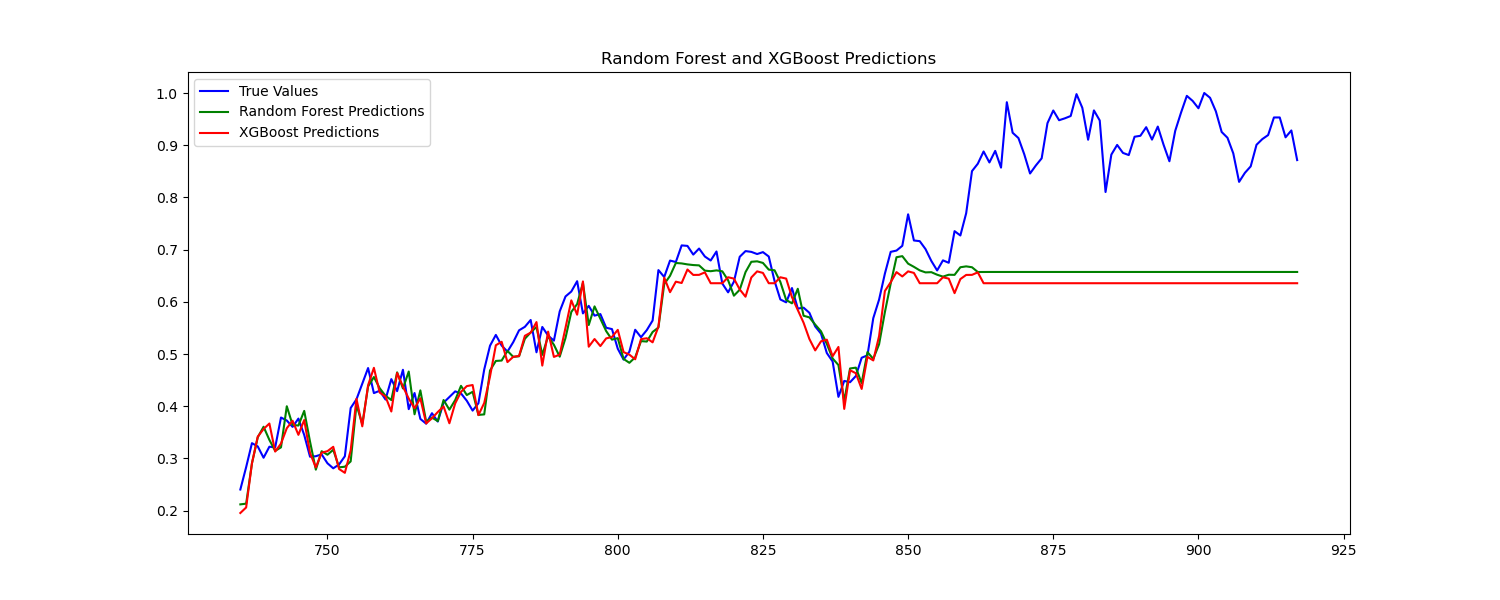 Random Forest and XGBoost Predictions
True Values
Random Forest Predictions
XGBoost Predictions
1.0
0.9
0.8
0.7
0.6
0.5
0.4
0.3
0.2
750 775 800 825 850 875 900 925